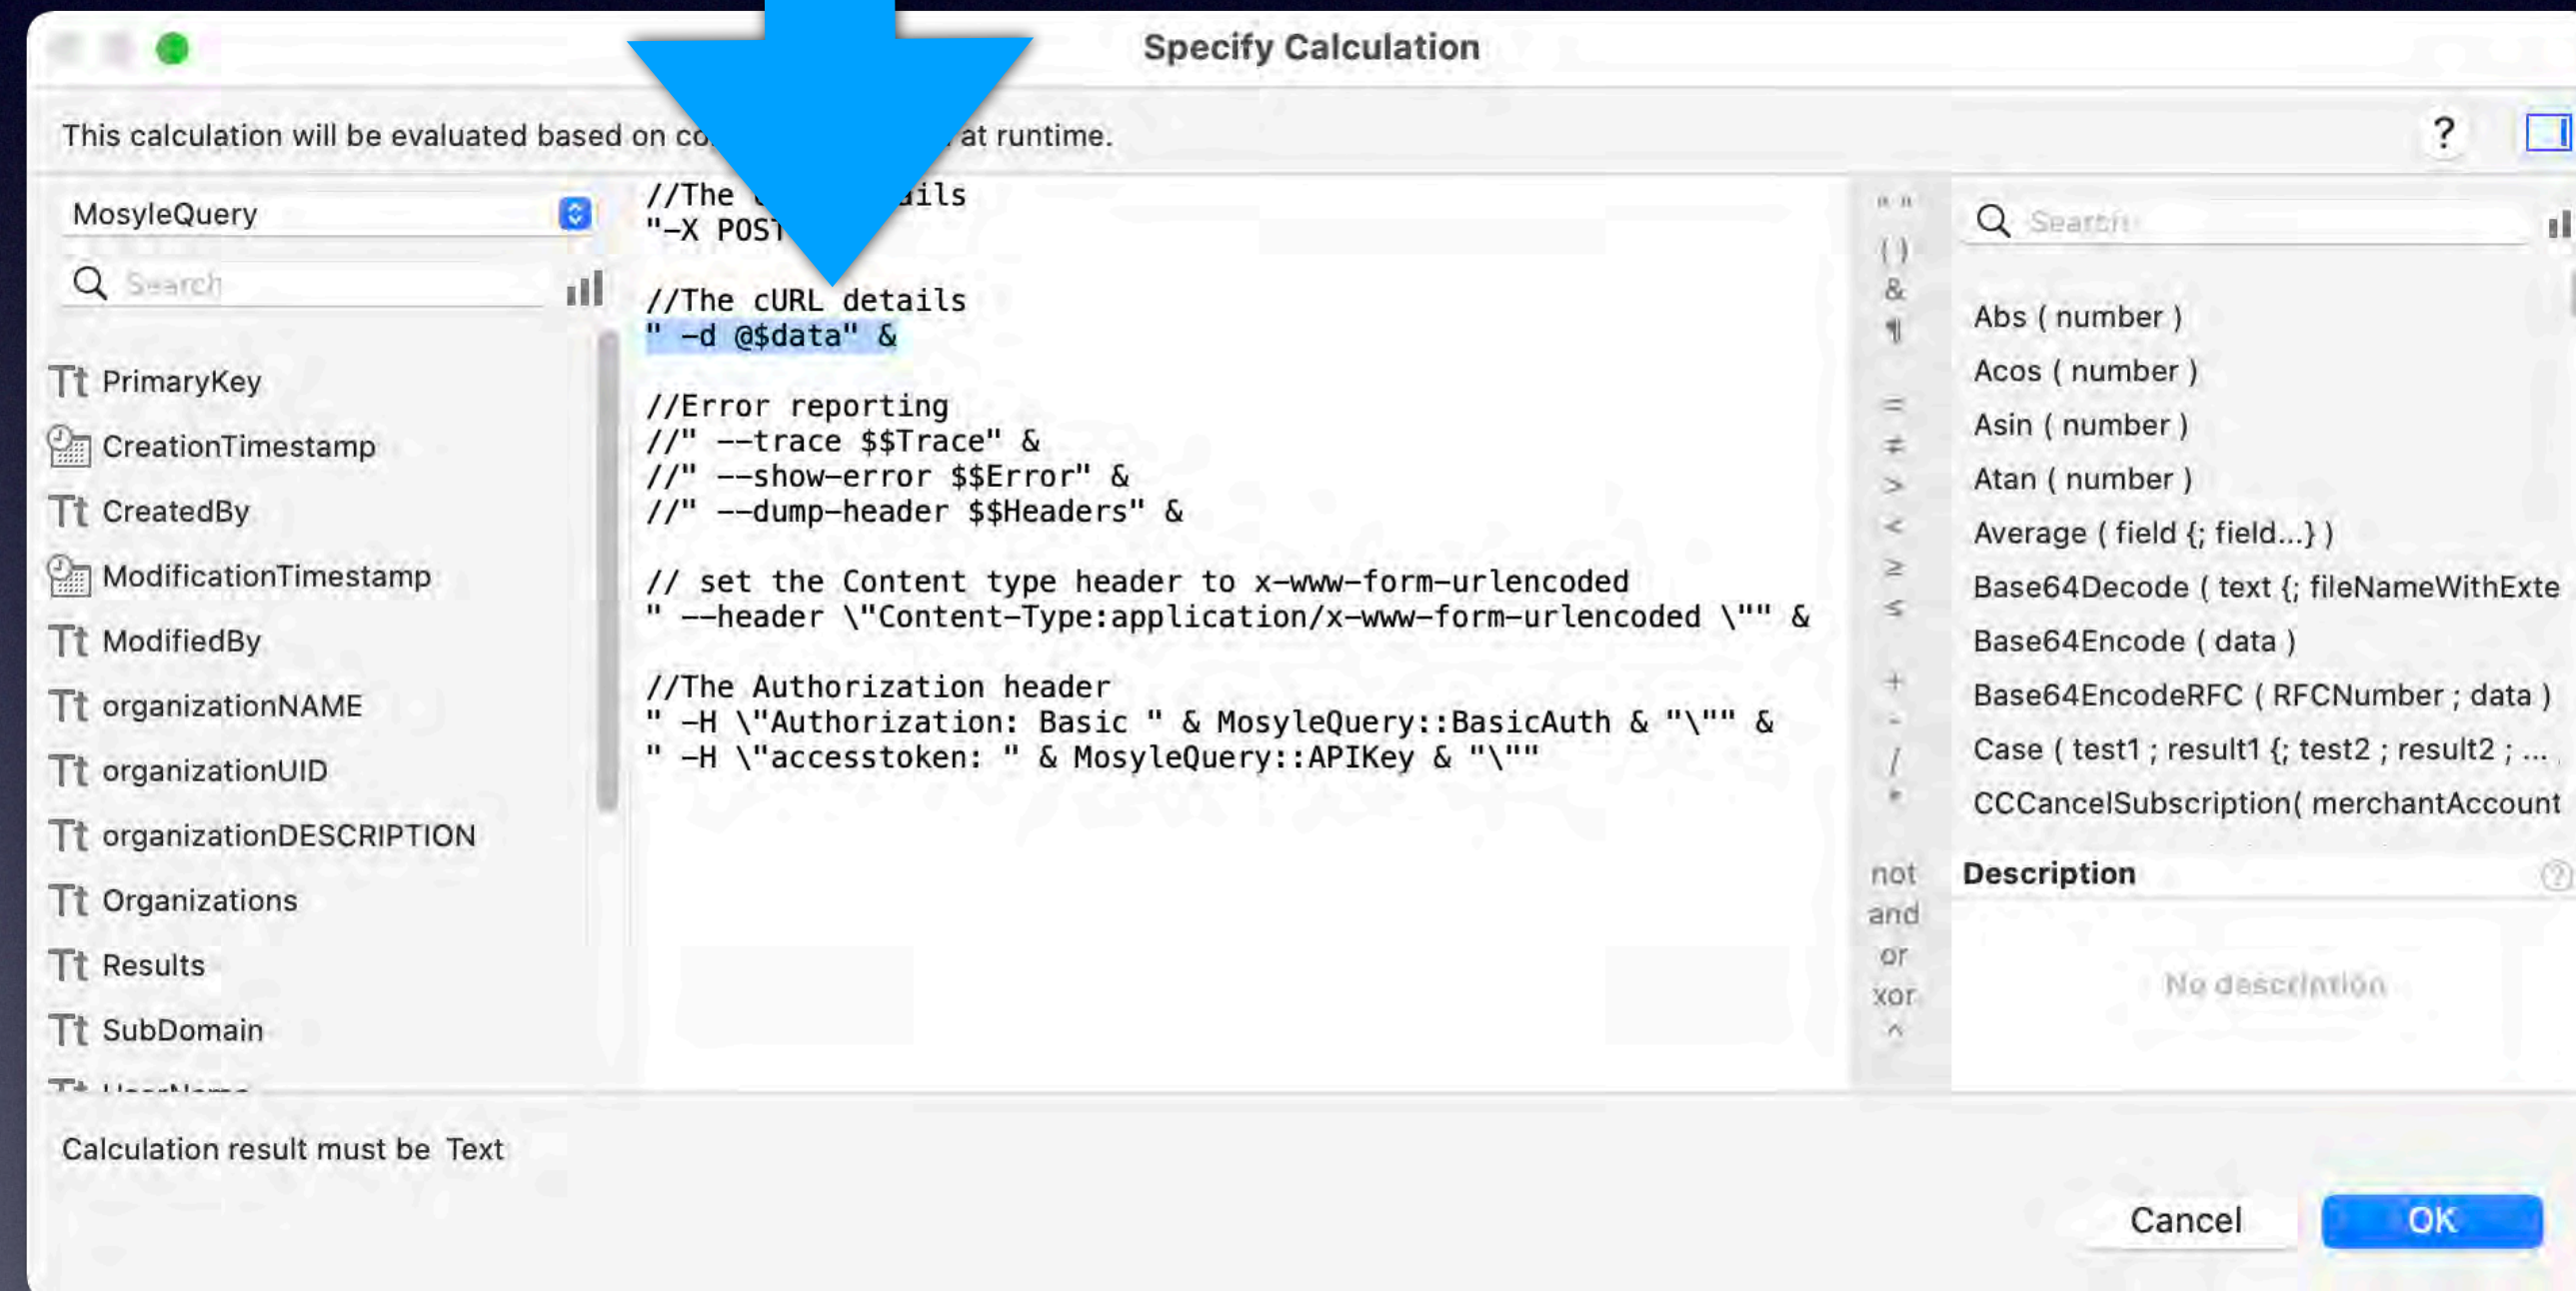 Specify Calculation
This calculation will be evaluated based on at runtime.
?
MosyleQuery
Search
PrimaryKey
CreationTimestamp
CreatedBy
ModificationTimestamp
ModifiedBy
organizationNAME
organizationUID
organizationDESCRIPTION
Organizations
Results
SubDomain
//The
"-X POST
//The cURL details
" -d @$data" &
//Error reporting
//" --trace $$Trace" &
//" --show-error $$Error" &
//" --dump-header $$Headers" &
// set the Content type header to x-www-form-urlencoded
" --header \"Content-Type:application/x-www-form-urlencoded \"" &
//The Authorization header
" -H \"Authorization: Basic " & MosyleQuery::BasicAuth & "\"" &
" -H \"accesstoken: " & MosyleQuery::APIKey & "\""
" "
( )
&
¶
=
≠
>
<
≥
≤
+
-
/
*
not
and
or
xor
^
Search
Abs ( number )
Acos ( number )
Asin ( number )
Atan ( number )
Average ( field {; field...} )
Base64Decode ( text {; fileNameWithExte
Base64Encode ( data )
Base64EncodeRFC ( RFCNumber ; data )
Case ( test1 ; result1 {; test2 ; result2 ; ...
CCCancelSubscription( merchantAccount
Description
?
No description
Calculation result must be Text
Cancel
OK